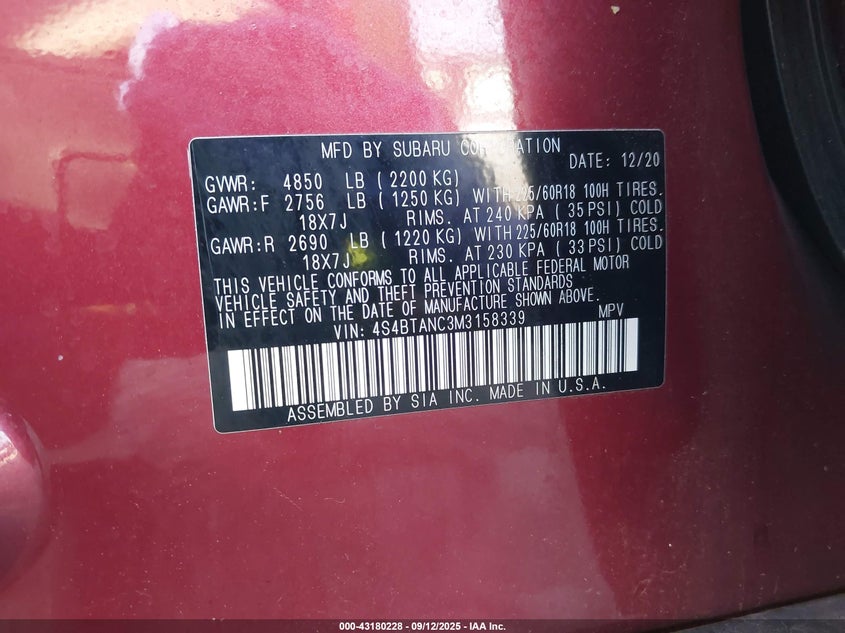 MFD BY SUBARU CORPORATION
DATE: 12/20
GVWR: 4850 LB ( 2200 KG)
GAWR:F 2756 LB ( 1250 KG) WITH 225/60R18 100H TIRES.
18X7J RIMS. AT 240 KPA ( 35 PSI) COLD
GAWR:R 2690 LB ( 1220 KG) WITH 225/60R18 100H TIRES.
18X7J RIMS. AT 230 KPA ( 33 PSI) COLD
THIS VEHICLE CONFORMS TO ALL APPLICABLE FEDERAL MOTOR
VEHICLE SAFETY AND THEFT PREVENTION STANDARDS
IN EFFECT ON THE DATE OF MANUFACTURE SHOWN ABOVE.
VIN: 4S4BTANC3M3158339 MPV
ASSEMBLED BY SIA INC. MADE IN U.S.A.
000-43180228 - 09/12/2025 - IAA Inc.